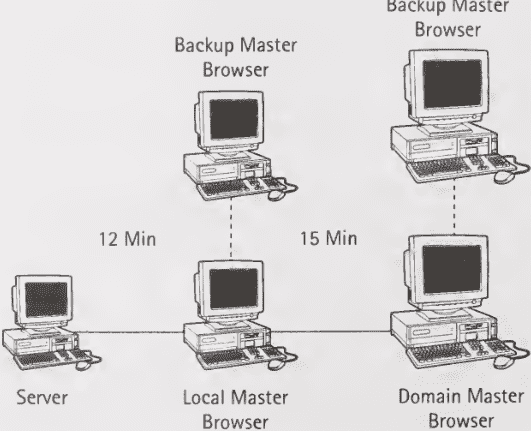 Backup Master
Browser
Backup Master
Browser
12 Min
15 Min
Server
Local Master
Browser
Domain Master
Browser